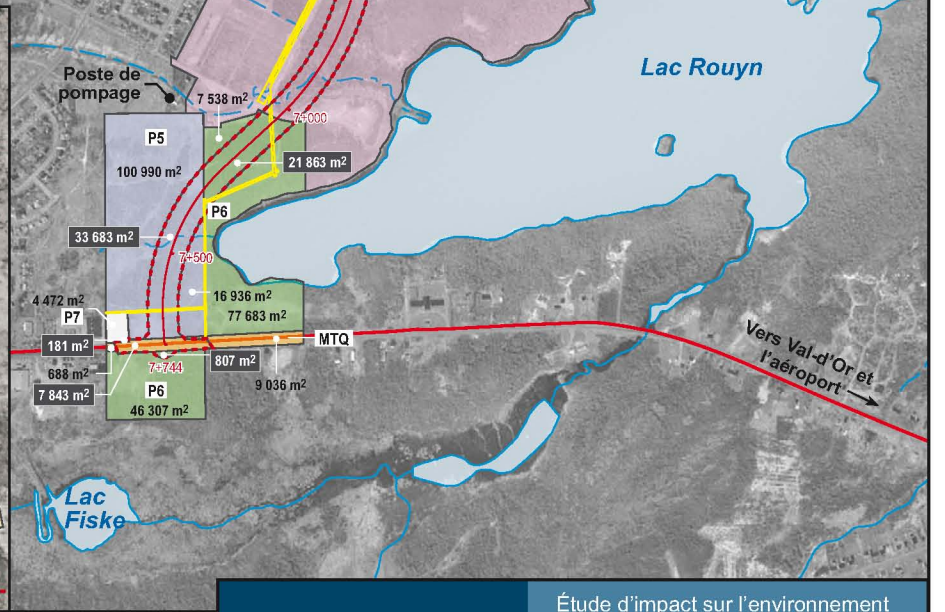 Lac Rouyn
Poste de
pompage
7 538 m²
7+000
P5
21 863 m²
100 990 m²
P6
33 683 m²
7+500
4 472 m²
16 936 m²
P7
77 683 m²
181 m²
MTQ
807 m²
688 m²
7+744
9 036 m²
7 843 m²
P6
46 307 m²
Vers Val-d'Or et
l'aéroport
Lac
Fiske
Étude d'impact sur l'environnement